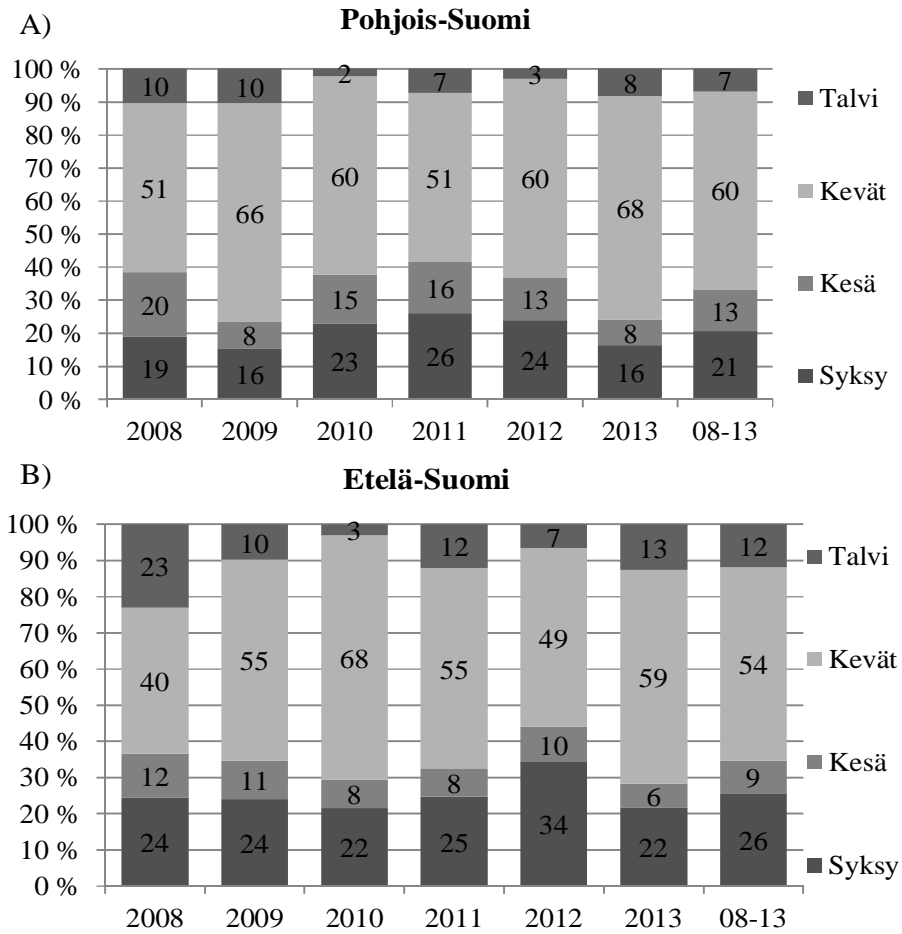 A) Pohjois-Suomi
100 % 10 10 2 7 3 8 7 Talvi
90 %
80 %
70 % 51 66 60 51 60 68 60 Kevät
60 %
50 %
40 %
30 % 20 8 15 16 13 8 13 Kesä
20 %
10 % 19 16 23 26 24 16 21 Syksy
0 %
2008 2009 2010 2011 2012 2013 08-13
B) Etelä-Suomi
100 % 23 10 3 12 7 13 12 Talvi
90 %
80 %
70 % 40 55 68 55 49 59 54 Kevät
60 %
50 %
40 %
30 % 12 11 8 8 10 6 9 Kesä
20 %
10 % 24 24 22 25 34 22 26 Syksy
0 %
2008 2009 2010 2011 2012 2013 08-13